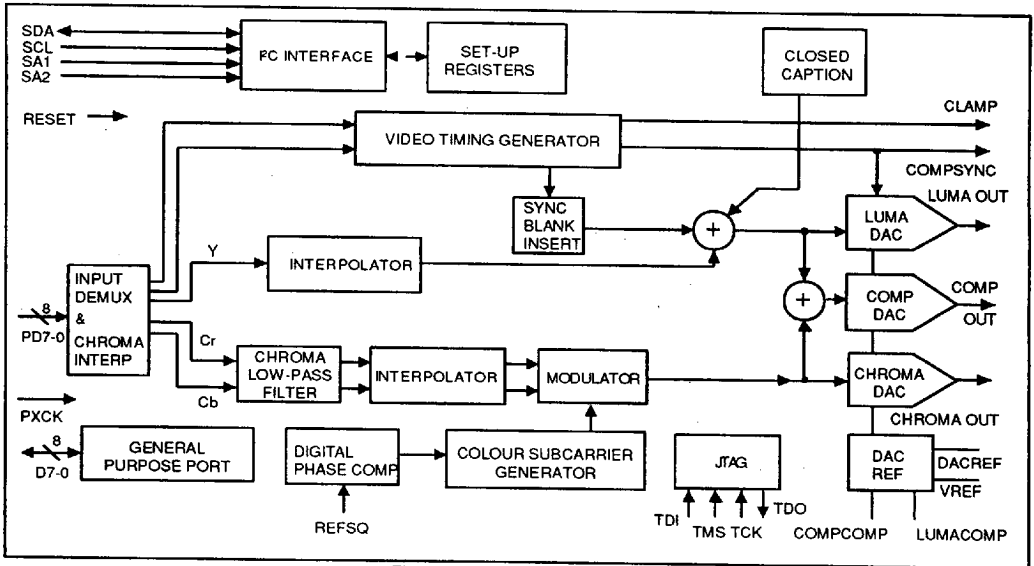 SDA
SCL
SA1
SA2
I²C INTERFACE
SET-UP
REGISTERS
CLOSED
CAPTION
RESET
VIDEO TIMING GENERATOR
CLAMP
COMPSYNC
SYNC
BLANK
INSERT
LUMA OUT
LUMA
DAC
Y
INTERPOLATOR
INPUT
DEMUX
&
CHROMA
INTERP
8
PD7-0
COMP
DAC
COMP
OUT
Cr
Cb
CHROMA
LOW-PASS
FILTER
INTERPOLATOR
MODULATOR
CHROMA
DAC
CHROMA OUT
PXCK
8
D7-0
GENERAL
PURPOSE PORT
DIGITAL
PHASE COMP
COLOUR SUBCARRIER
GENERATOR
REFSQ
JTAG
TDI
TMS
TCK
TDO
DAC
REF
DACREF
VREF
COMPCOMP
LUMACOMP